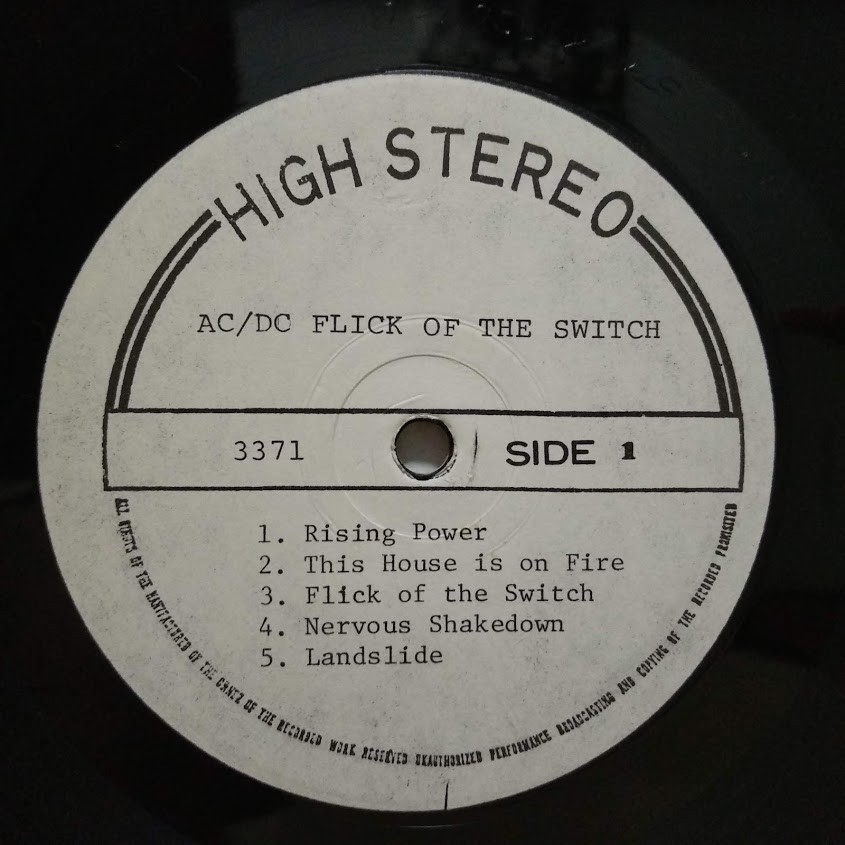 HIGH STEREO
AC/DC FLICK OF THE SWITCH
3371
SIDE 1
1. Rising Power
2. This House is on Fire
3. Flick of the Switch
4. Nervous Shakedown
5. Landslide
ALL OF THE OF THE OF THE RECORDED WORK RESERVED UNAUTHORIZED PERFORMANCE BROADCASTING AND COPYING OF THE RECORDED PROHIBITED